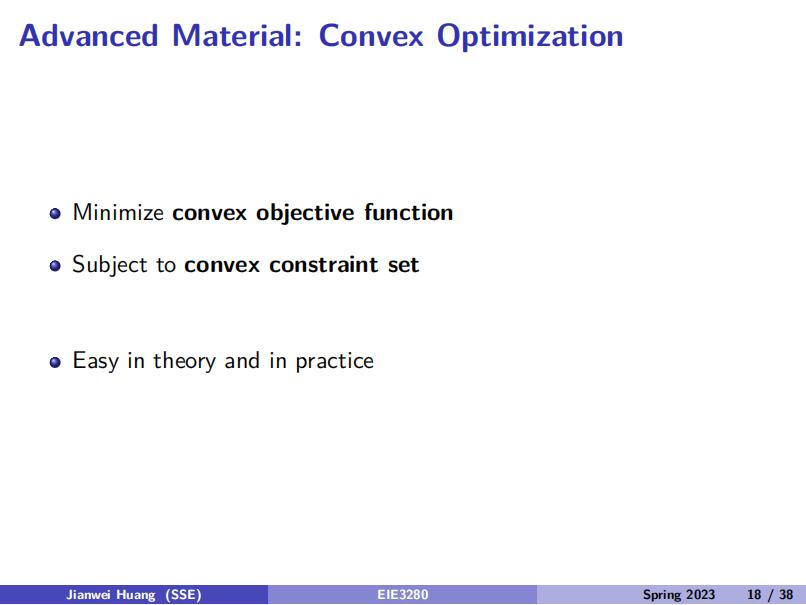 Advanced Material: Convex Optimization
Minimize convex objective function
Subject to convex constraint set
Easy in theory and in practice
Jianwei Huang (SSE) EIE3280 Spring 2023 18 / 38